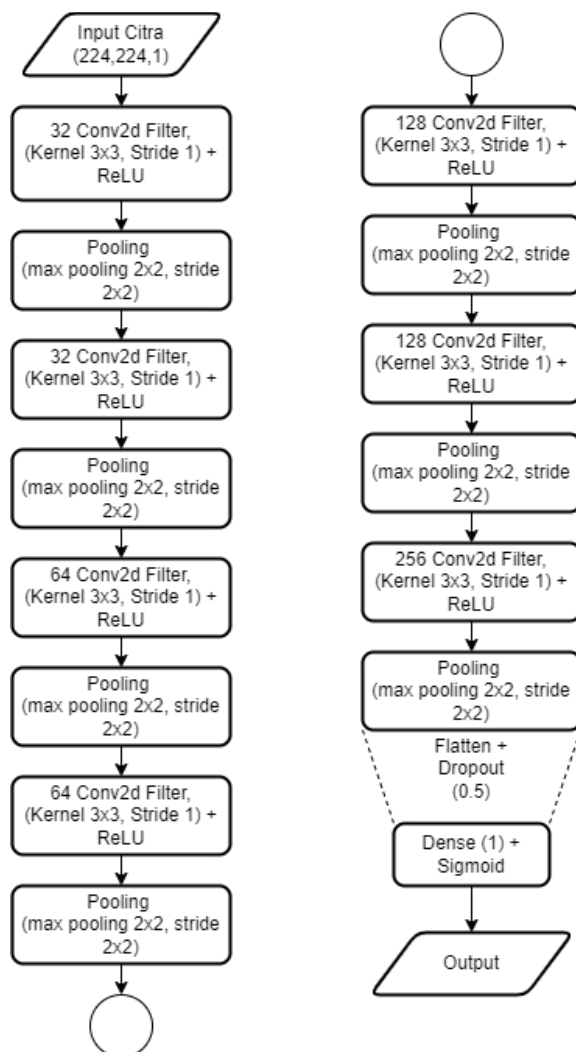 Input Citra
(224,224,1)
32 Conv2d Filter,
(Kernel 3x3, Stride 1) +
ReLU
Pooling
(max pooling 2x2, stride
2x2)
32 Conv2d Filter,
(Kernel 3x3, Stride 1) +
ReLU
Pooling
(max pooling 2x2, stride
2x2)
64 Conv2d Filter,
(Kernel 3x3, Stride 1) +
ReLU
Pooling
(max pooling 2x2, stride
2x2)
64 Conv2d Filter,
(Kernel 3x3, Stride 1) +
ReLU
Pooling
(max pooling 2x2, stride
2x2)
128 Conv2d Filter,
(Kernel 3x3, Stride 1) +
ReLU
Pooling
(max pooling 2x2, stride
2x2)
128 Conv2d Filter,
(Kernel 3x3, Stride 1) +
ReLU
Pooling
(max pooling 2x2, stride
2x2)
256 Conv2d Filter,
(Kernel 3x3, Stride 1) +
ReLU
Pooling
(max pooling 2x2, stride
2x2)
Flatten +
Dropout
(0.5)
Dense (1) +
Sigmoid
Output